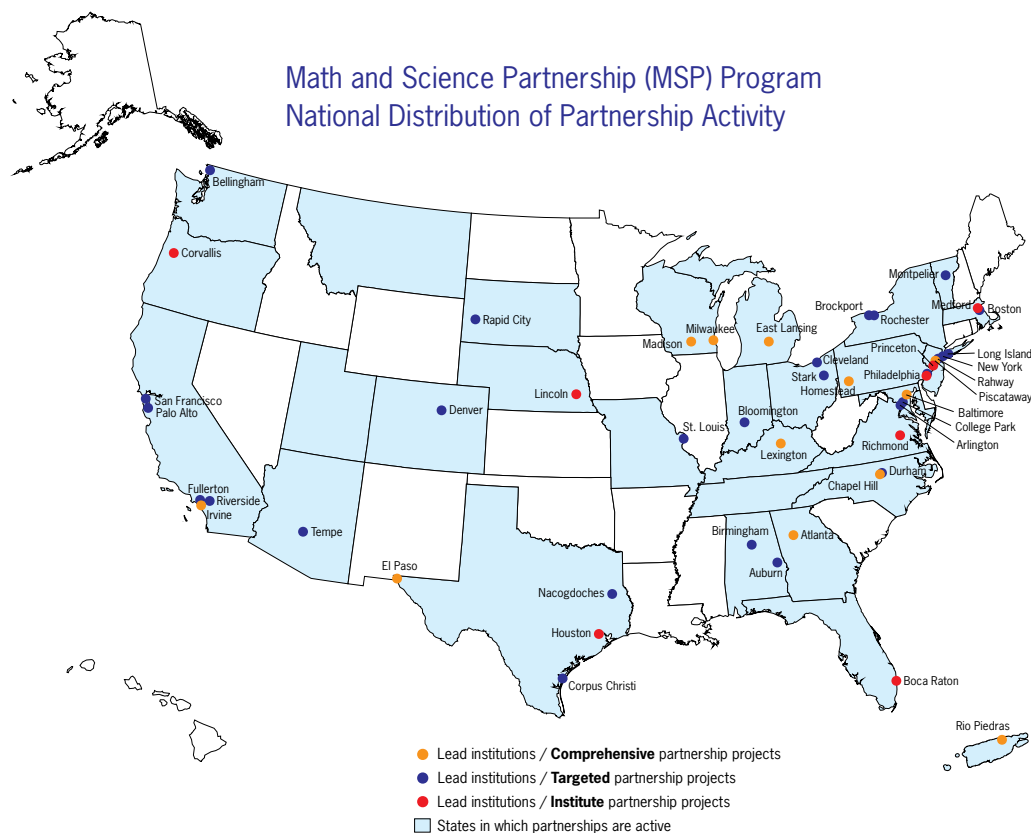 Math and Science Partnership (MSP) Program
National Distribution of Partnership Activity
Bellingham
Corvallis
Montpelier
Medford
Boston
Brockport
Rochester
Rapid City
Milwaukee
Madison
East Lansing
Princeton
Long Island
Cleveland
New York
Philadelphia
Rahway
Stark
Homestead
Piscataway
Lincoln
San Francisco
Palo Alto
Denver
Bloomington
Baltimore
College Park
Arlington
St. Louis
Lexington
Richmond
Durham
Chapel Hill
Fullerton
Riverside
Irvine
Tempe
Birmingham
Atlanta
Auburn
El Paso
Nacogdoches
Houston
Corpus Christi
Boca Raton
Rio Piedras
Lead institutions / Comprehensive partnership projects
Lead institutions / Targeted partnership projects
Lead institutions / Institute partnership projects
States in which partnerships are active